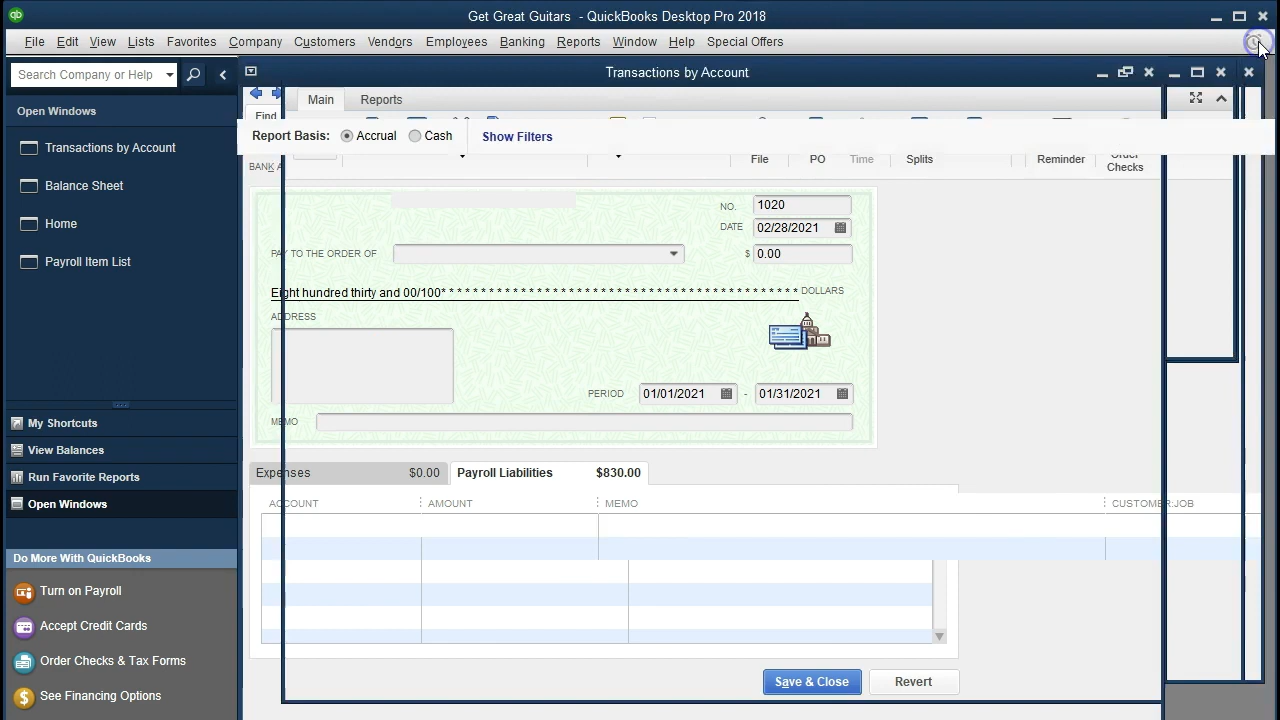 Get Great Guitars - QuickBooks Desktop Pro 2018
File Edit View Lists Favorites Company Customers Vendors Employees Banking Reports Window Help Special Offers
Search Company or Help
Transactions by Account
Open Windows
Main Reports
Find
Report Basis: Accrual Cash Show Filters
Transactions by Account
File PO Time Splits Reminder Order
Checks
BANK A
Balance Sheet
Home
Payroll Item List
NO. 1020
DATE 02/28/2021
PAY TO THE ORDER OF $ 0.00
Eight hundred thirty and 00/100* * * * * * * * * * * * * * * * * * * * * * * * * * * * * * * * * * * * * * * * * * * * DOLLARS
ADDRESS
PERIOD 01/01/2021 - 01/31/2021
MEMO
My Shortcuts
View Balances
Run Favorite Reports
Open Windows
Expenses $0.00 Payroll Liabilities $830.00
ACCOUNT AMOUNT MEMO CUSTOMER:JOB
Do More With QuickBooks
Turn on Payroll
Accept Credit Cards
Order Checks & Tax Forms
See Financing Options
Save & Close Revert